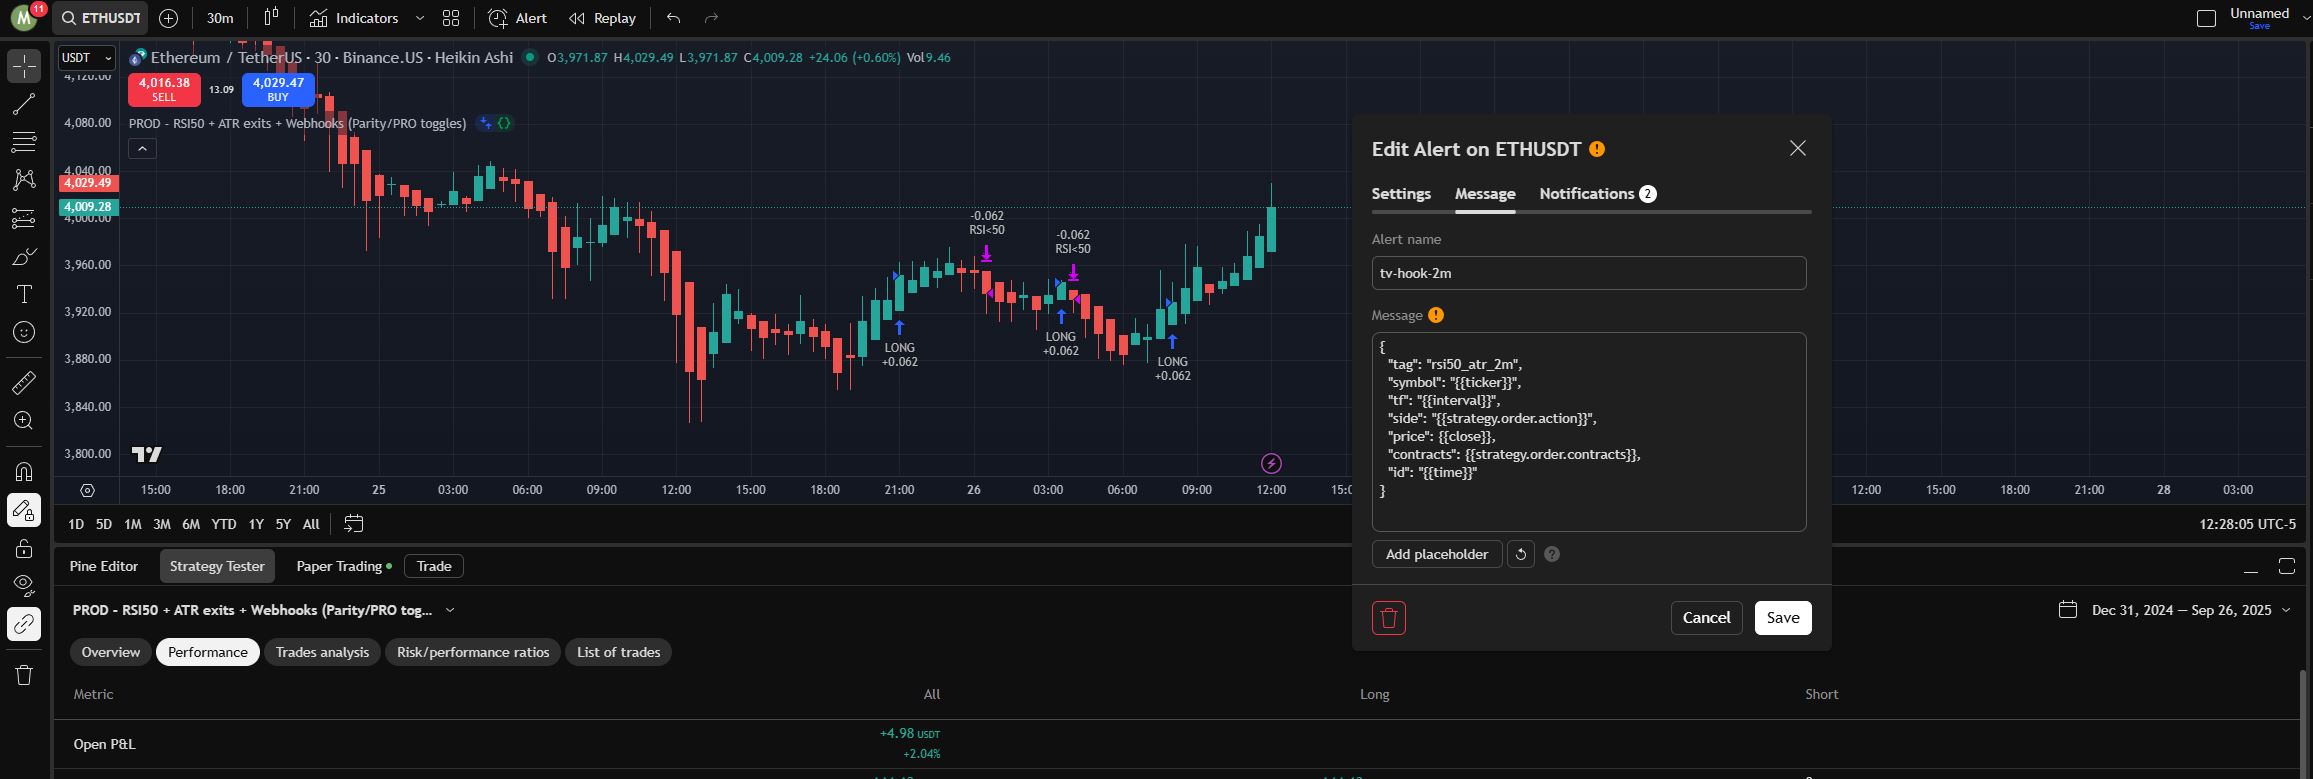 M
11
ETHUSDT
30m
Indicators
Alert
Replay
Unnamed
Save
USDT
Ethereum / TetherUS · 30 · Binance.US · Heikin Ashi
O3,971.87 H4,029.49 L3,971.87 C4,009.28 +24.06 (+0.60%) Vol9.46
4,016.38
SELL
13.09
4,029.47
BUY
PROD - RSI50 + ATR exits + Webhooks (Parity/PRO toggles)
4,120.00
4,080.00
4,040.00
4,029.49
4,009.28
4,000.00
3,960.00
3,920.00
3,880.00
3,840.00
3,800.00
-0.062
RSI<50
-0.062
RSI<50
LONG
+0.062
LONG
+0.062
LONG
+0.062
15:00 18:00 21:00 25 03:00 06:00 09:00 12:00 15:00 18:00 21:00 26 03:00 06:00 09:00 12:00 15:0 12:00 15:00 18:00 21:00 28 03:00
1D 5D 1M 3M 6M YTD 1Y 5Y All
12:28:05 UTC-5
Edit Alert on ETHUSDT
Settings Message Notifications 2
Alert name
tv-hook-2m
Message
{
"tag": "rsi50_atr_2m",
"symbol": "{{ticker}}",
"tf": "{{interval}}",
"side": "{{strategy.order.action}}",
"price": {{close}},
"contracts": {{strategy.order.contracts}},
"id": "{{time}}"
}
Add placeholder
Cancel
Save
Pine Editor Strategy Tester Paper Trading Trade
PROD - RSI50 + ATR exits + Webhooks (Parity/PRO tog...
Dec 31, 2024 — Sep 26, 2025
Overview Performance Trades analysis Risk/performance ratios List of trades
Metric All Long Short
Open P&L
+4.98 USDT
+2.04%